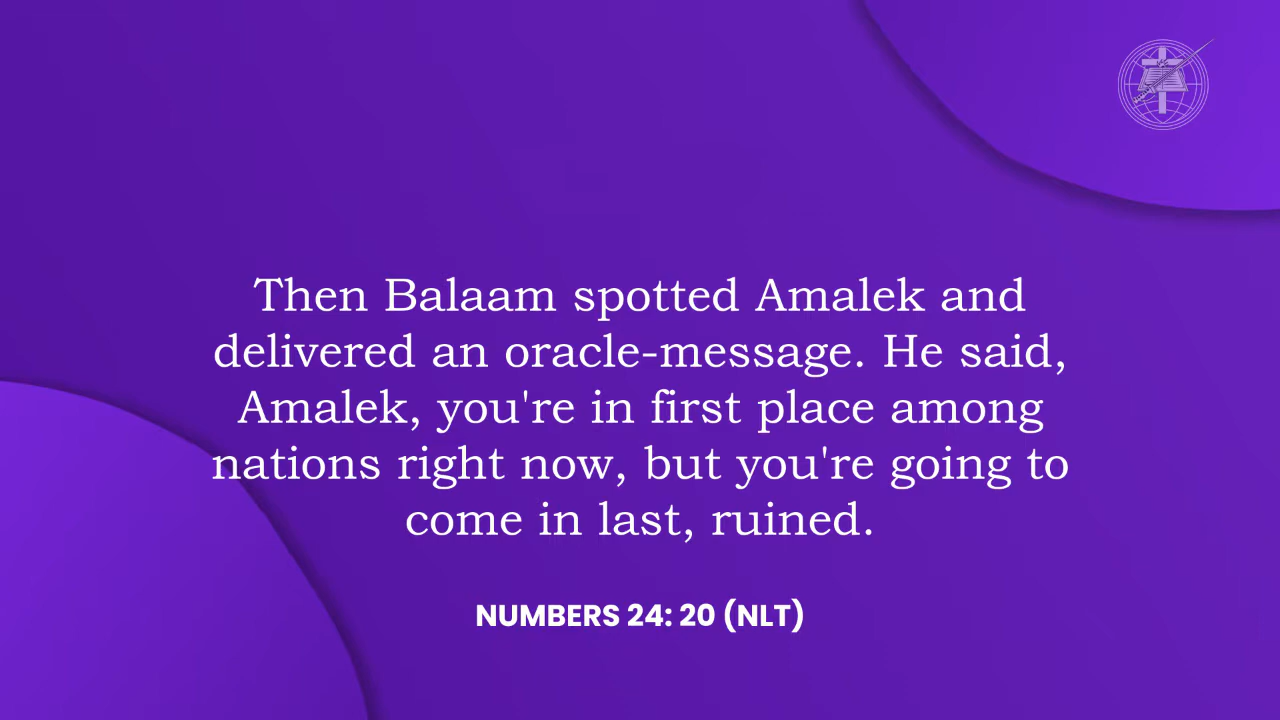 Then Balaam spotted Amalek and
delivered an oracle-message. He said,
Amalek, you're in first place among
nations right now, but you're going to
come in last, ruined.
NUMBERS 24: 20 (NLT)